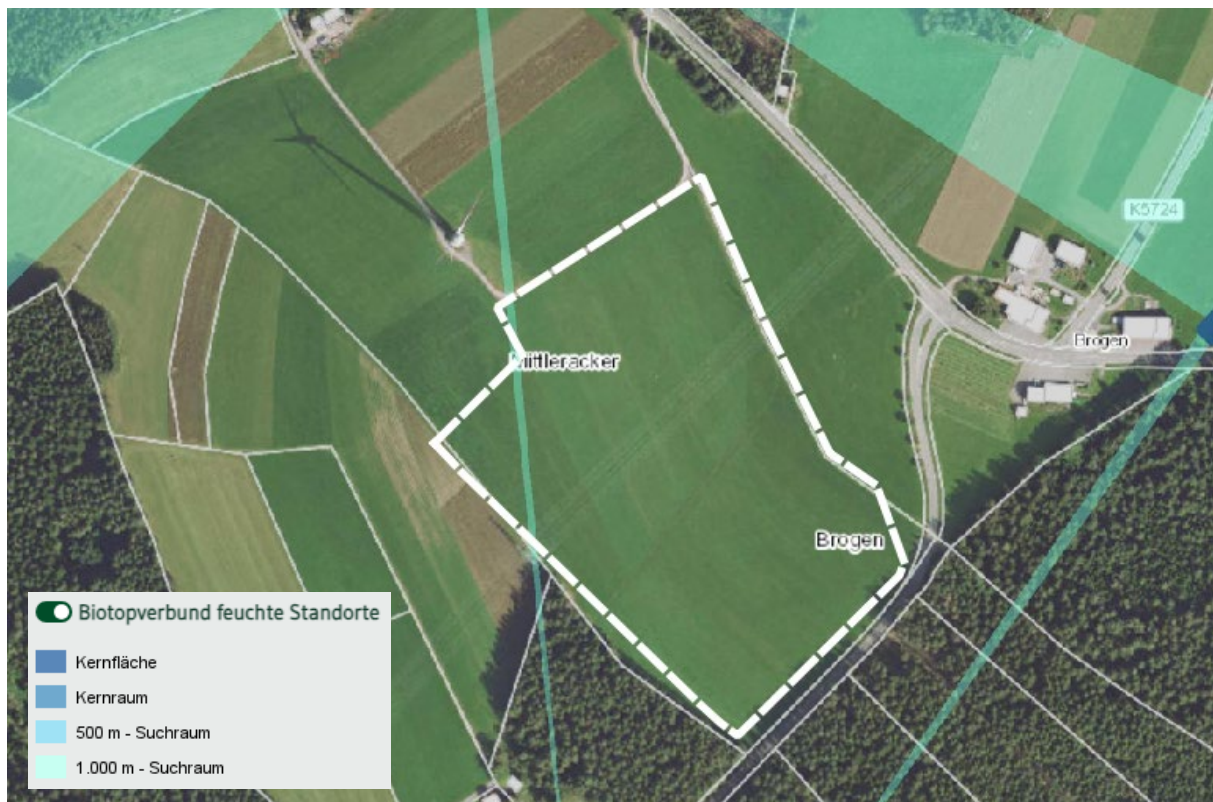 K5724
Brogen
Mittleracker
Brogen
Biotopverbund feuchte Standorte
Kernfläche
Kernraum
500 m - Suchraum
1.000 m - Suchraum